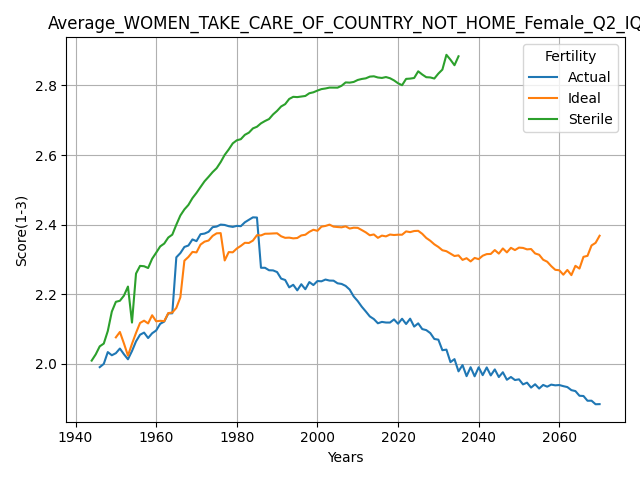 Average_WOMEN_TAKE_CARE_OF_COUNTRY_NOT_HOME_Female_Q2_IQ
Fertility
Actual
Ideal
Sterile
Score(1-3)
2.8
2.6
2.4
2.2
2.0
1940 1960 1980 2000 2020 2040 2060
Years